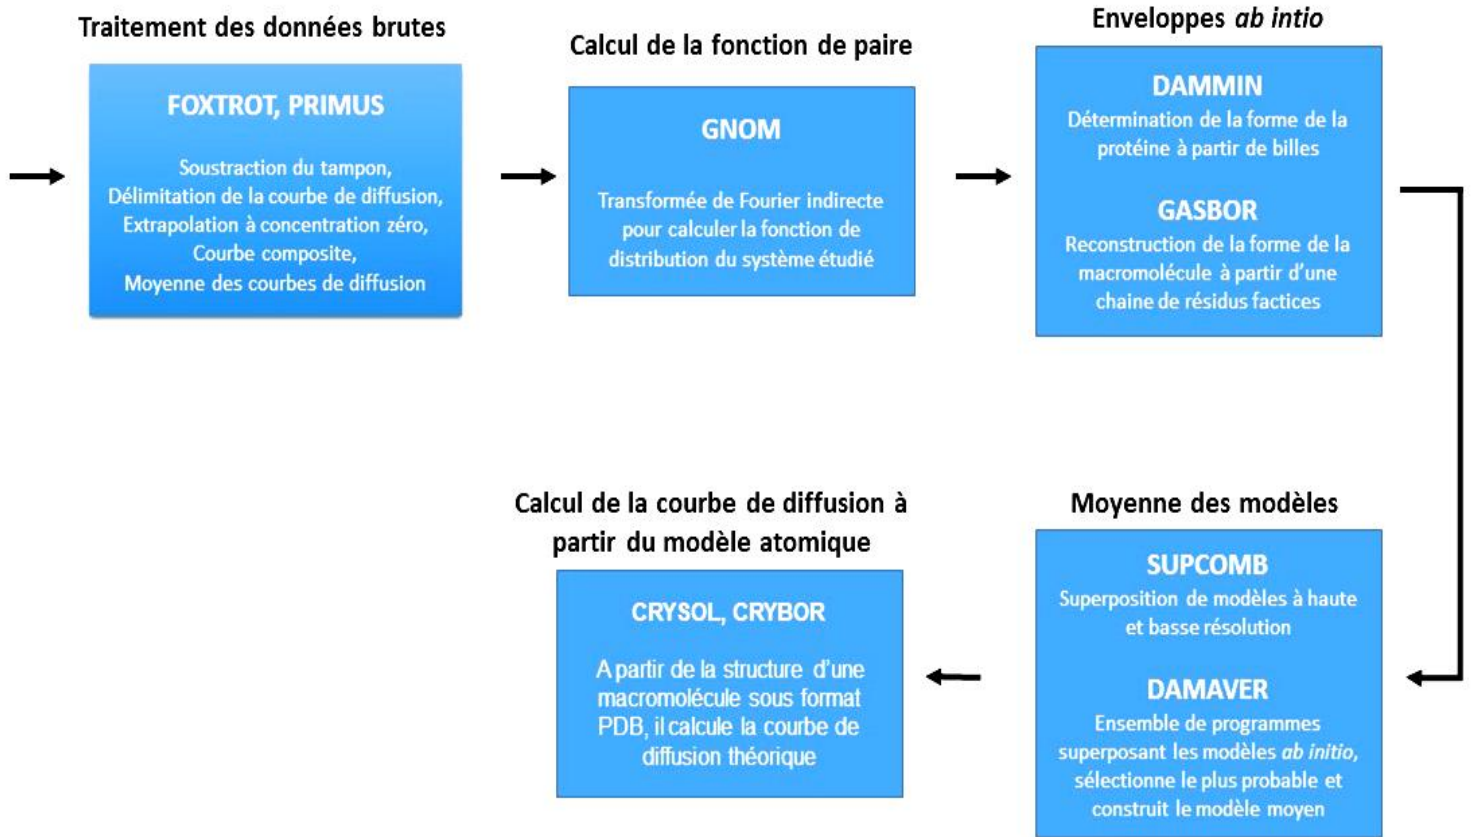 Traitement des données brutes
FOXTROT, PRIMUS
Soustraction du tampon,
Délimitation de la courbe de diffusion,
Extrapolation à concentration zéro,
Courbe composite,
Moyenne des courbes de diffusion
Calcul de la fonction de paire
GNOM
Transformée de Fourier indirecte
pour calculer la fonction de
distribution du système étudié
Enveloppes ab intio
DAMMIN
Détermination de la forme de la
protéine à partir de billes
GASBOR
Reconstruction de la forme de la
macromolécule à partir d'une
chaine de résidus factices
Moyenne des modèles
SUPCOMB
Superposition de modèles à haute
et basse résolution
DAMAVER
Ensemble de programmes
superposant les modèles ab initio,
sélectionne le plus probable et
construit le modèle moyen
Calcul de la courbe de diffusion à
partir du modèle atomique
CRYSOL, CRYBOR
A partir de la structure d'une
macromolécule sous format
PDB, il calcule la courbe de
diffusion théorique